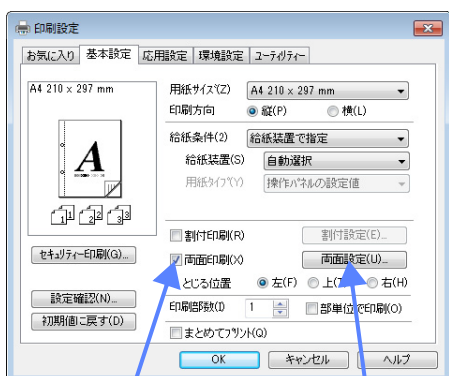 印刷設定
お気に入り 基本設定 応用設定 環境設定 ユーティリティー
A4 210 x 297 mm
A
1 1 2 2 3 3
セキュリティー印刷(G)...
設定確認(N)...
初期値に戻す(D)
用紙サイズ(Z) A4 210 x 297 mm
印刷方向 縦(P) 横(L)
給紙条件(2) 給紙装置で指定
給紙装置(S) 自動選択
用紙タイプ(Y) 操作パネルの設定値
割付印刷(R) 割付設定(E)...
両面印刷(X) 両面設定(U)...
とじる位置 左(F) 上( 右(H)
印刷部数(I) 1 部単位で印刷(O)
まとめてプリント(Q)
OK キャンセル ヘルプ